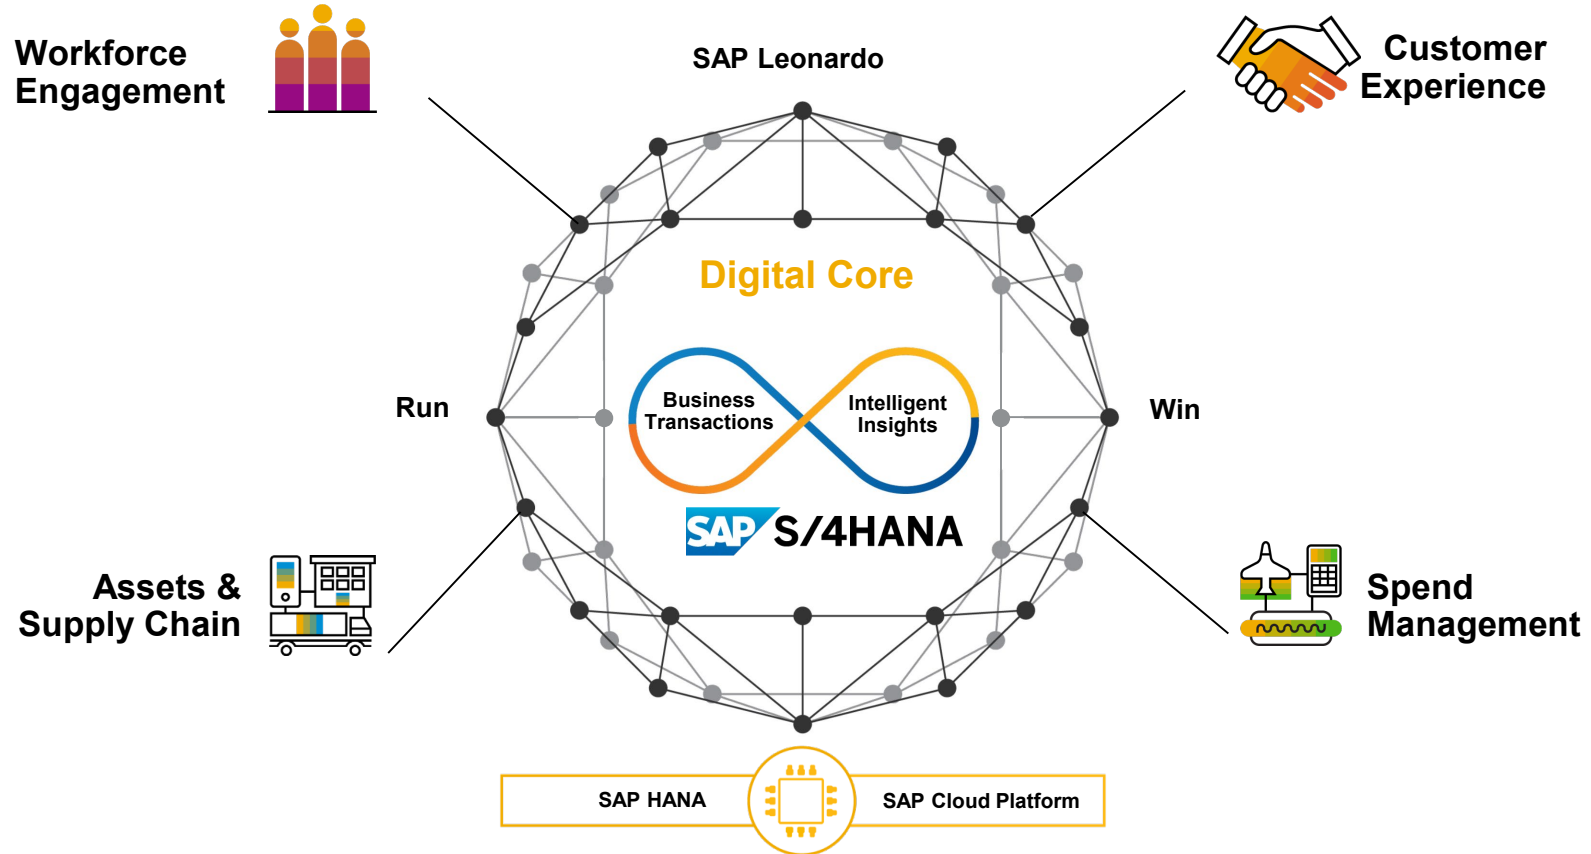 Workforce
Engagement
SAP Leonardo
Customer
Experience
Digital Core
Run
Business
Transactions
Intelligent
Insights
Win
SAP S/4HANA
Assets &
Supply Chain
Spend
Management
SAP HANA
SAP Cloud Platform